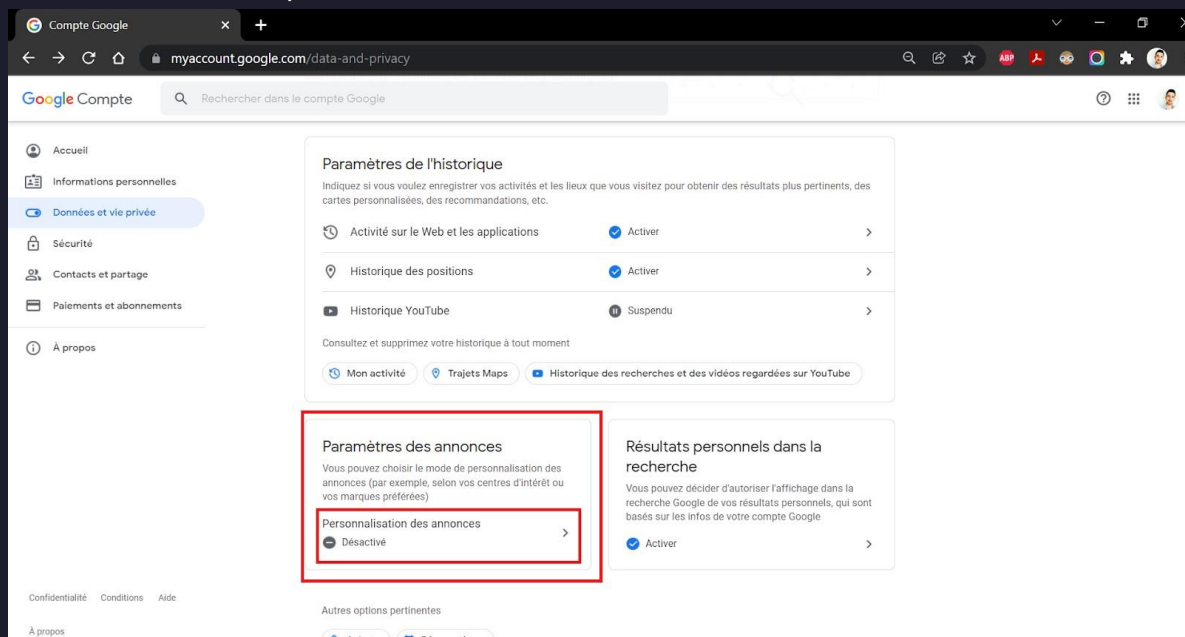 Compte Google
myaccount.google.com/data-and-privacy
ABP
Google Compte
Rechercher dans le compte Google
Accueil
Informations personnelles
Données et vie privée
Sécurité
Contacts et partage
Paiements et abonnements
À propos
Paramètres de l'historique
Indiquez si vous voulez enregistrer vos activités et les lieux que vous visitez pour obtenir des résultats plus pertinents, des
cartes personnalisées, des recommandations, etc.
Activité sur le Web et les applications
Activer
Historique des positions
Activer
Historique YouTube
Suspendu
Consultez et supprimez votre historique à tout moment
Mon activité
Trajets Maps
Historique des recherches et des vidéos regardées sur YouTube
Paramètres des annonces
Vous pouvez choisir le mode de personnalisation des
annonces (par exemple, selon vos centres d'intérêt ou
vos marques préférées)
Personnalisation des annonces
Désactivé
Résultats personnels dans la
recherche
Vous pouvez décider d'autoriser l'affichage dans la
recherche Google de vos résultats personnels, qui sont
basés sur les infos de votre compte Google
Activer
Autres options pertinentes
Confidentialité Conditions Aide
À propos